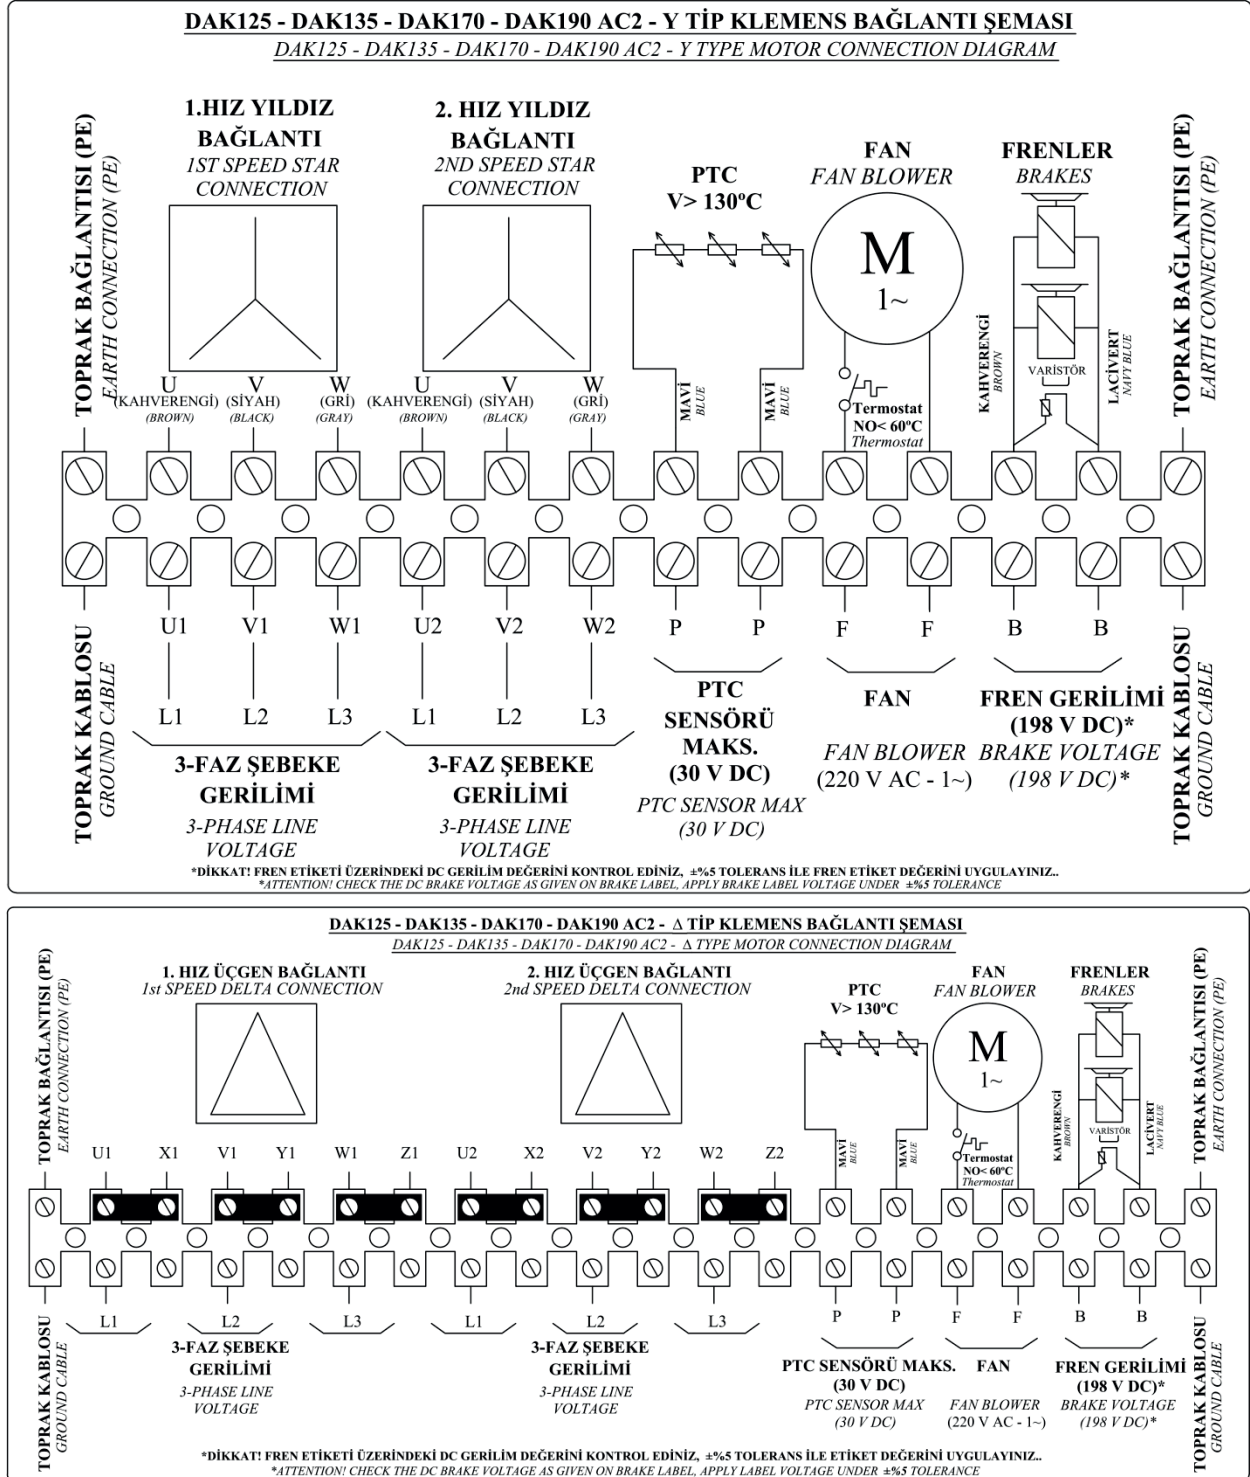 DAK125 - DAK135 - DAK170 - DAK190 AC2 - Y TİP KLEMENS BAĞLANTI ŞEMASI
DAK125 - DAK135 - DAK170 - DAK190 AC2 - Y TYPE MOTOR CONNECTION DIAGRAM
TOPRAK BAĞLANTISI (PE)
EARTH CONNECTION (PE)
1.HIZ YILDIZ
BAĞLANTI
1ST SPEED STAR
CONNECTION
2. HIZ YILDIZ
BAĞLANTI
2ND SPEED STAR
CONNECTION
PTC
V> 130ºC
FAN
FAN BLOWER
M
1~
FRENLER
BRAKES
TOPRAK BAĞLANTISI (PE)
EARTH CONNECTION (PE)
U V W U V W
(KAHVERENGİ) (SİYAH) (GRİ) (KAHVERENGİ) (SİYAH) (GRİ)
(BROWN) (BLACK) (GRAY) (BROWN) (BLACK) (GRAY)
MAVİ
BLUE
MAVİ
BLUE
Termostat
NO< 60ºC
Thermostat
KAHVERENGİ
BROWN
VARİSTÖR
LACİVERT
NAVY BLUE
U1 V1 W1 U2 V2 W2 P P F F B B
L1 L2 L3 L1 L2 L3
TOPRAK KABLOSU
GROUND CABLE
3-FAZ ŞEBEKE
GERİLİMİ
3-PHASE LINE
VOLTAGE
3-FAZ ŞEBEKE
GERİLİMİ
3-PHASE LINE
VOLTAGE
PTC
SENSÖRÜ
MAKS.
(30 V DC)
PTC SENSOR MAX
(30 V DC)
FAN
FAN BLOWER
(220 V AC - 1~)
FREN GERİLİMİ
(198 V DC)*
BRAKE VOLTAGE
(198 V DC)*
TOPRAK KABLOSU
GROUND CABLE
*DİKKAT! FREN ETİKETİ ÜZERİNDEKİ DC GERİLİM DEĞERİNİ KONTROL EDİNİZ, ±%5 TOLERANS İLE FREN ETİKET DEĞERİNİ UYGULAYINIZ..
*ATTENTION! CHECK THE DC BRAKE VOLTAGE AS GIVEN ON BRAKE LABEL, APPLY BRAKE LABEL VOLTAGE UNDER ±%5 TOLERANCE
DAK125 - DAK135 - DAK170 - DAK190 AC2 - Δ TİP KLEMENS BAĞLANTI ŞEMASI
DAK125 - DAK135 - DAK170 - DAK190 AC2 - Δ TYPE MOTOR CONNECTION DIAGRAM
TOPRAK BAĞLANTISI (PE)
EARTH CONNECTION (PE)
1. HIZ ÜÇGEN BAĞLANTI
1st SPEED DELTA CONNECTION
2. HIZ ÜÇGEN BAĞLANTI
2nd SPEED DELTA CONNECTION
PTC
V> 130ºC
FAN
FAN BLOWER
M
1~
FRENLER
BRAKES
TOPRAK BAĞLANTISI (PE)
EARTH CONNECTION (PE)
U1 X1 V1 Y1 W1 Z1 U2 X2 V2 Y2 W2 Z2
MAVİ
BLUE
MAVİ
BLUE
Termostat
NO< 60ºC
Thermostat
KAHVERENGİ
BROWN
VARİSTÖR
LACİVERT
NAVY BLUE
L1 L2 L3 L1 L2 L3 P P F F B B
TOPRAK KABLOSU
GROUND CABLE
3-FAZ ŞEBEKE
GERİLİMİ
3-PHASE LINE
VOLTAGE
3-FAZ ŞEBEKE
GERİLİMİ
3-PHASE LINE
VOLTAGE
PTC SENSÖRÜ MAKS.
(30 V DC)
PTC SENSOR MAX
(30 V DC)
FAN
FAN BLOWER
(220 V AC - 1~)
FREN GERİLİMİ
(198 V DC)*
BRAKE VOLTAGE
(198 V DC)*
TOPRAK KABLOSU
GROUND CABLE
*DİKKAT! FREN ETİKETİ ÜZERİNDEKİ DC GERİLİM DEĞERİNİ KONTROL EDİNİZ, ±%5 TOLERANS İLE ETİKET DEĞERİNİ UYGULAYINIZ..
*ATTENTION! CHECK THE DC BRAKE VOLTAGE AS GIVEN ON BRAKE LABEL, APPLY LABEL VOLTAGE UNDER ±%5 TOLERANCE